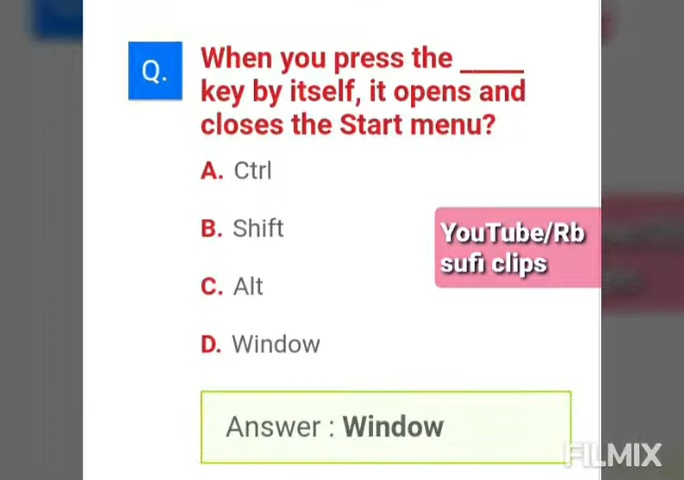 Q.
When you press the _____
key by itself, it opens and
closes the Start menu?
A. Ctrl
B. Shift
YouTube/Rb
sufi clips
C. Alt
D. Window
Answer : Window
FILMIX